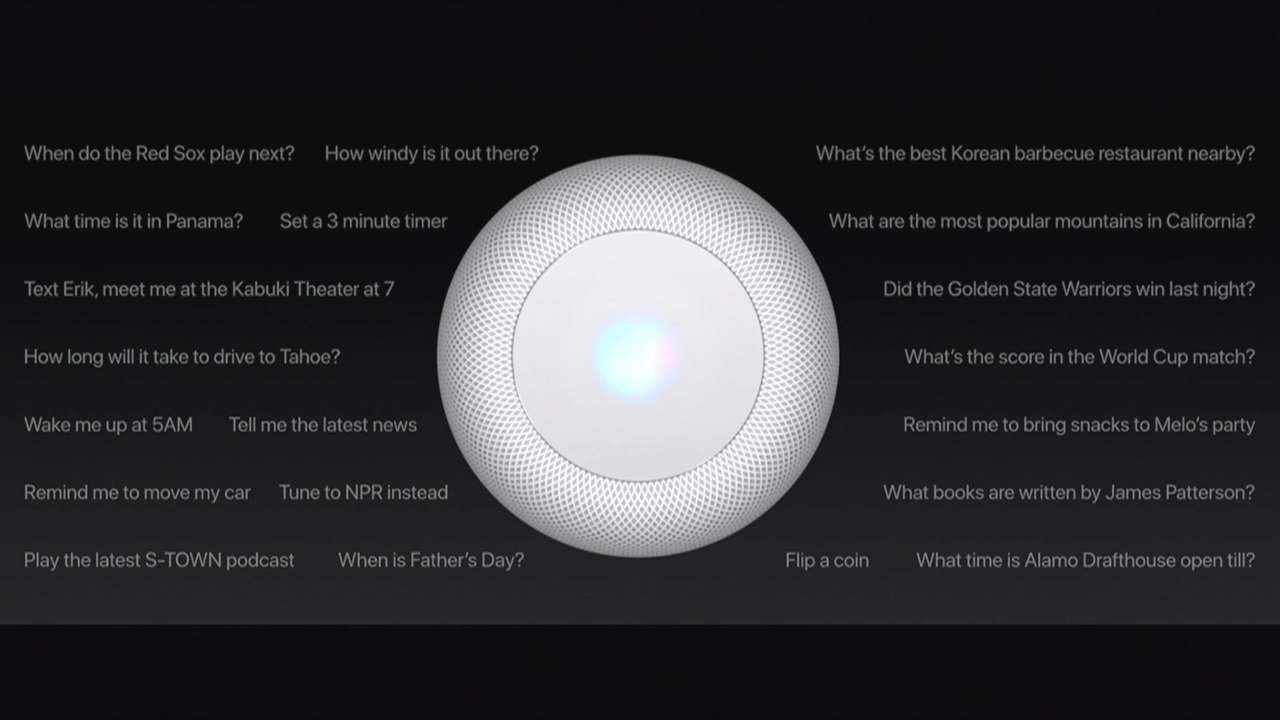 When do the Red Sox play next? How windy is it out there? What's the best Korean barbecue restaurant nearby?
What time is it in Panama? Set a 3 minute timer What are the most popular mountains in California?
Text Erik, meet me at the Kabuki Theater at 7 Did the Golden State Warriors win last night?
How long will it take to drive to Tahoe? What's the score in the World Cup match?
Wake me up at 5AM Tell me the latest news Remind me to bring snacks to Melo's party
Remind me to move my car Tune to NPR instead What books are written by James Patterson?
Play the latest S-TOWN podcast When is Father's Day? Flip a coin What time is Alamo Drafthouse open till?